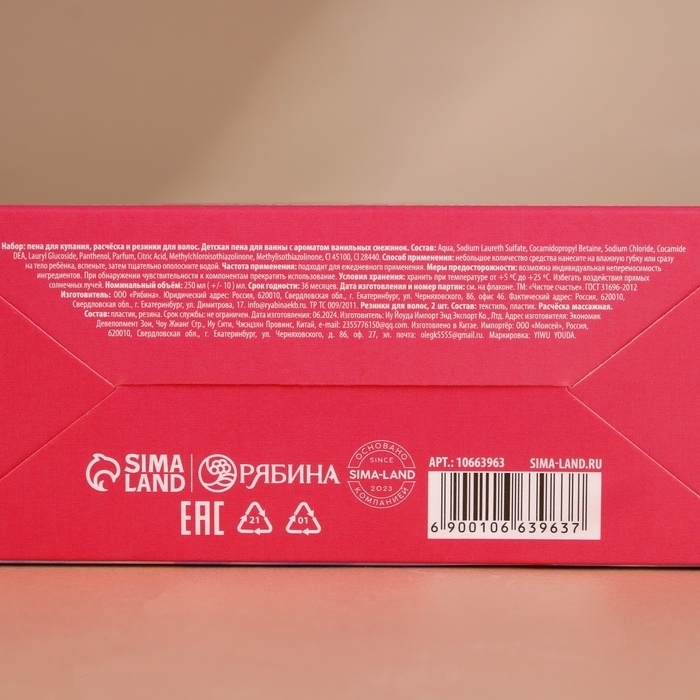 Набор: пена для купания, расчёска и резинки для волос. Детская пена для ванны с ароматом ванильных снежинок. Состав: Aqua, Sodium Laureth Sulfate, Cocamidopropyl Betaine, Sodium Chloride, Cocamide
DEA, Lauryl Glucoside, Panthenol, Parfum, Citric Acid, Methylchloroisothiazolinone, Methylisothiazolinone, CI 45100, CI 28440. Способ применения: небольшое количество средства нанесите на влажную губку или сразу
на тело ребёнка, вспеньте, затем тщательно ополосните водой. Частота применения: подходит для ежедневного применения. Меры предосторожности: возможна индивидуальная непереносимость
ингредиентов. При обнаружении чувствительности к компонентам прекратить использование. Условия хранения: хранить при температуре от +5 ºС до +25 ºС. Избегать воздействия прямых
солнечных лучей. Номинальный объём: 250 мл ( +/- 10 ) мл. Срок годности: 36 месяцев. Дата изготовления и номер партии: см. на флаконе. ТМ: «Чистое счастье». ГОСТ 31696-2012
Изготовитель: ООО «Рябина». Юридический адрес: Россия, 620010, Свердловская обл., г. Екатеринбург, ул. Черняховского, 86, офис 46. Фактический адрес: Россия, 620010,
Свердловская обл., г. Екатеринбург, ул. Димитрова, 17. info@ryabinaekb.ru ТР ТС 009/2011. Резинки для волос, 2 шт. Состав: текстиль, пластик. Расчёска массажная.
Состав: пластик, резина. Срок службы: не ограничен. Дата изготовления: 06.2024. Изготовитель: Иу Йоуда Импорт Энд Экспорт Ко., Лтд. Адрес изготовителя: Экономик
Девелопмент Зон, Чоу Жианг Стр., Иу Сити, Чжэцзян Провинс, Китай, e-mail: 2355776150@qq.com. Изготовлено в Китае. Импортёр: ООО «Моисей», Россия,
620010, Свердловская обл., г. Екатеринбург, ул. Черняховского, д. 86, оф. 27, эл. почта: olegk5555@gmail.ru. Маркировка: YIWU YOUDA.
SIMA LAND
РЯБИНА
ОСНОВАНО
SINCE
SIMA-LAND
2023
КОМПАНИЕЙ
АРТ.: 10663963 SIMA-LAND.RU
EAC 21 01
6 900106 639637